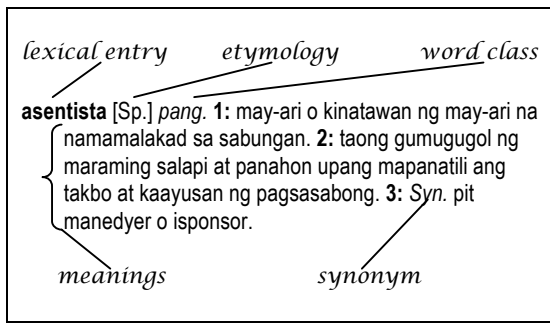 lexical entry etymology word class
asentista [Sp.] pang. 1: may-ari o kinatawan ng may-ari na
namamalakad sa sabungan. 2: taong gumugugol ng
maraming salapi at panahon upang mapanatili ang
takbo at kaayusan ng pagsasabong. 3: Syn. pit
manedyer o isponsor.
meanings synonym